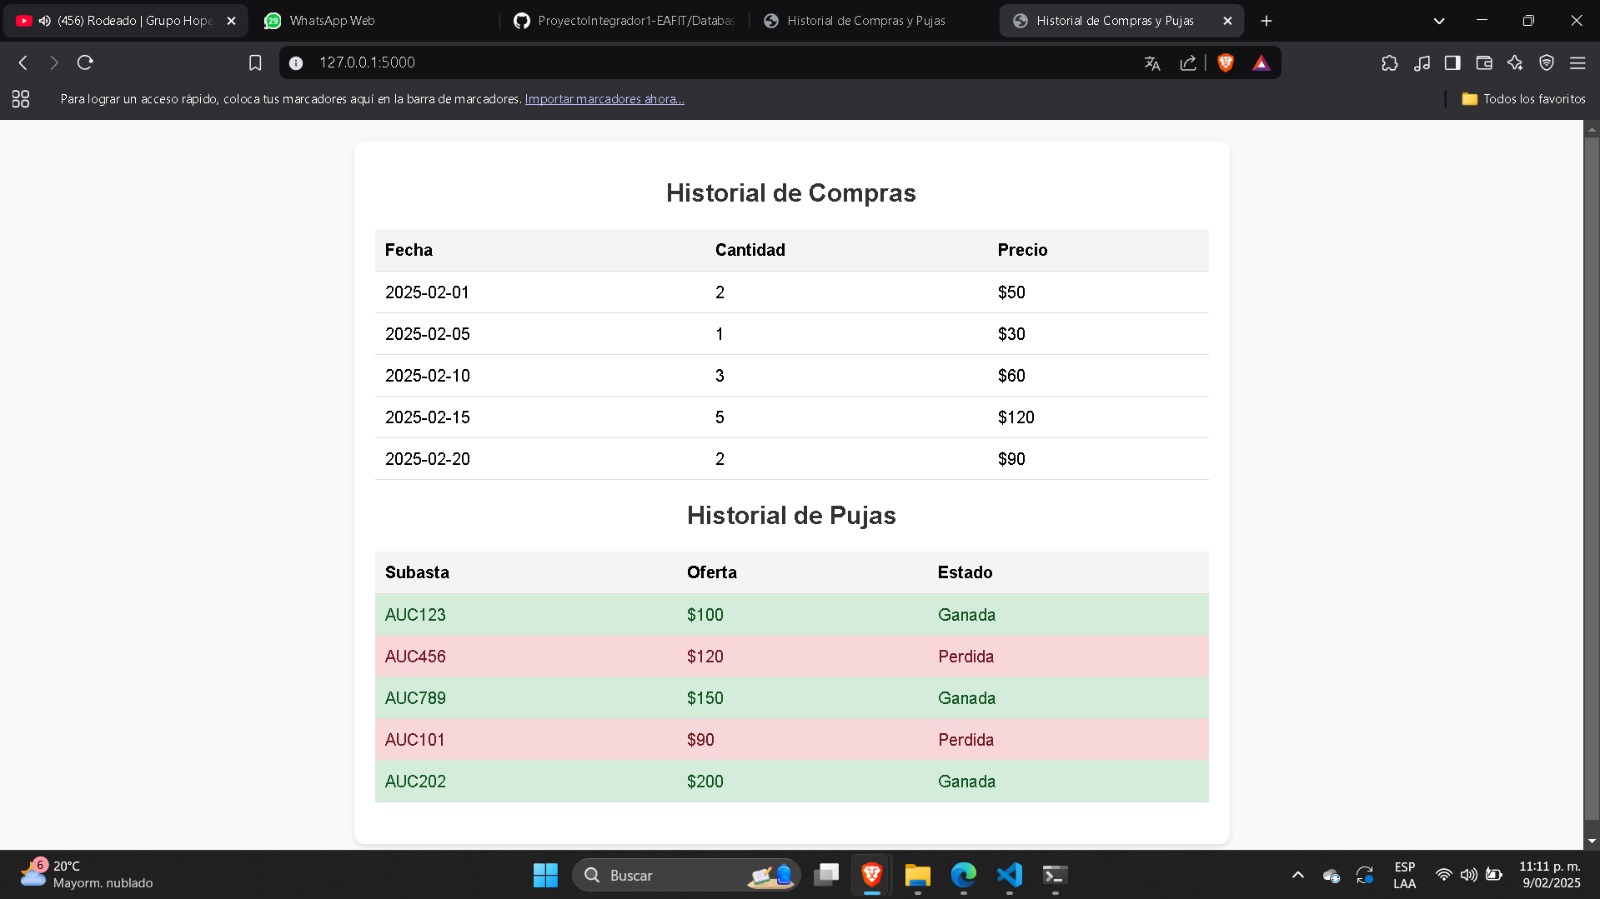 (456) Rodeado | Grupo Hope
WhatsApp Web
ProyectoIntegrador1-EAFIT/Databas
Historial de Compras y Pujas
Historial de Compras y Pujas
127.0.0.1:5000
Para lograr un acceso rápido, coloca tus marcadores aquí en la barra de marcadores. Importar marcadores ahora...
Todos los favoritos
Historial de Compras
Fecha Cantidad Precio
2025-02-01 2 $50
2025-02-05 1 $30
2025-02-10 3 $60
2025-02-15 5 $120
2025-02-20 2 $90
Historial de Pujas
Subasta Oferta Estado
AUC123 $100 Ganada
AUC456 $120 Perdida
AUC789 $150 Ganada
AUC101 $90 Perdida
AUC202 $200 Ganada
6
20°C
Mayorm. nublado
Buscar
ESP
LAA
11:11 p. m.
9/02/2025